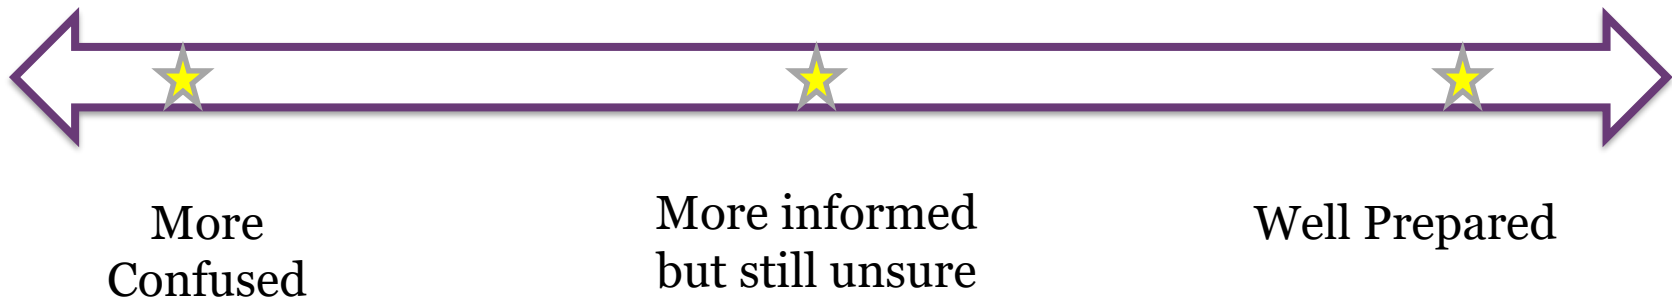 More
Confused
More informed
but still unsure
Well Prepared